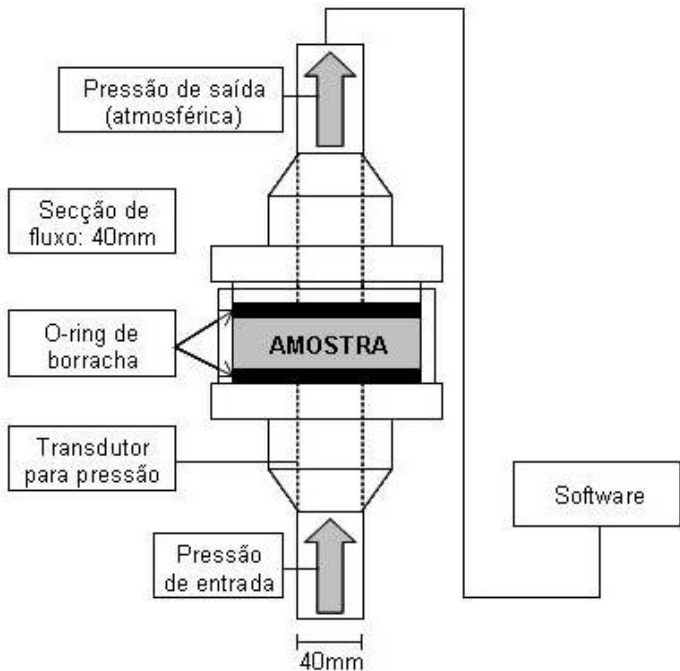 Pressão de saída
(atmosférica)
Secção de
fluxo: 40mm
O-ring de
borracha
AMOSTRA
Transdutor
para pressão
Software
Pressão
de entrada
40mm